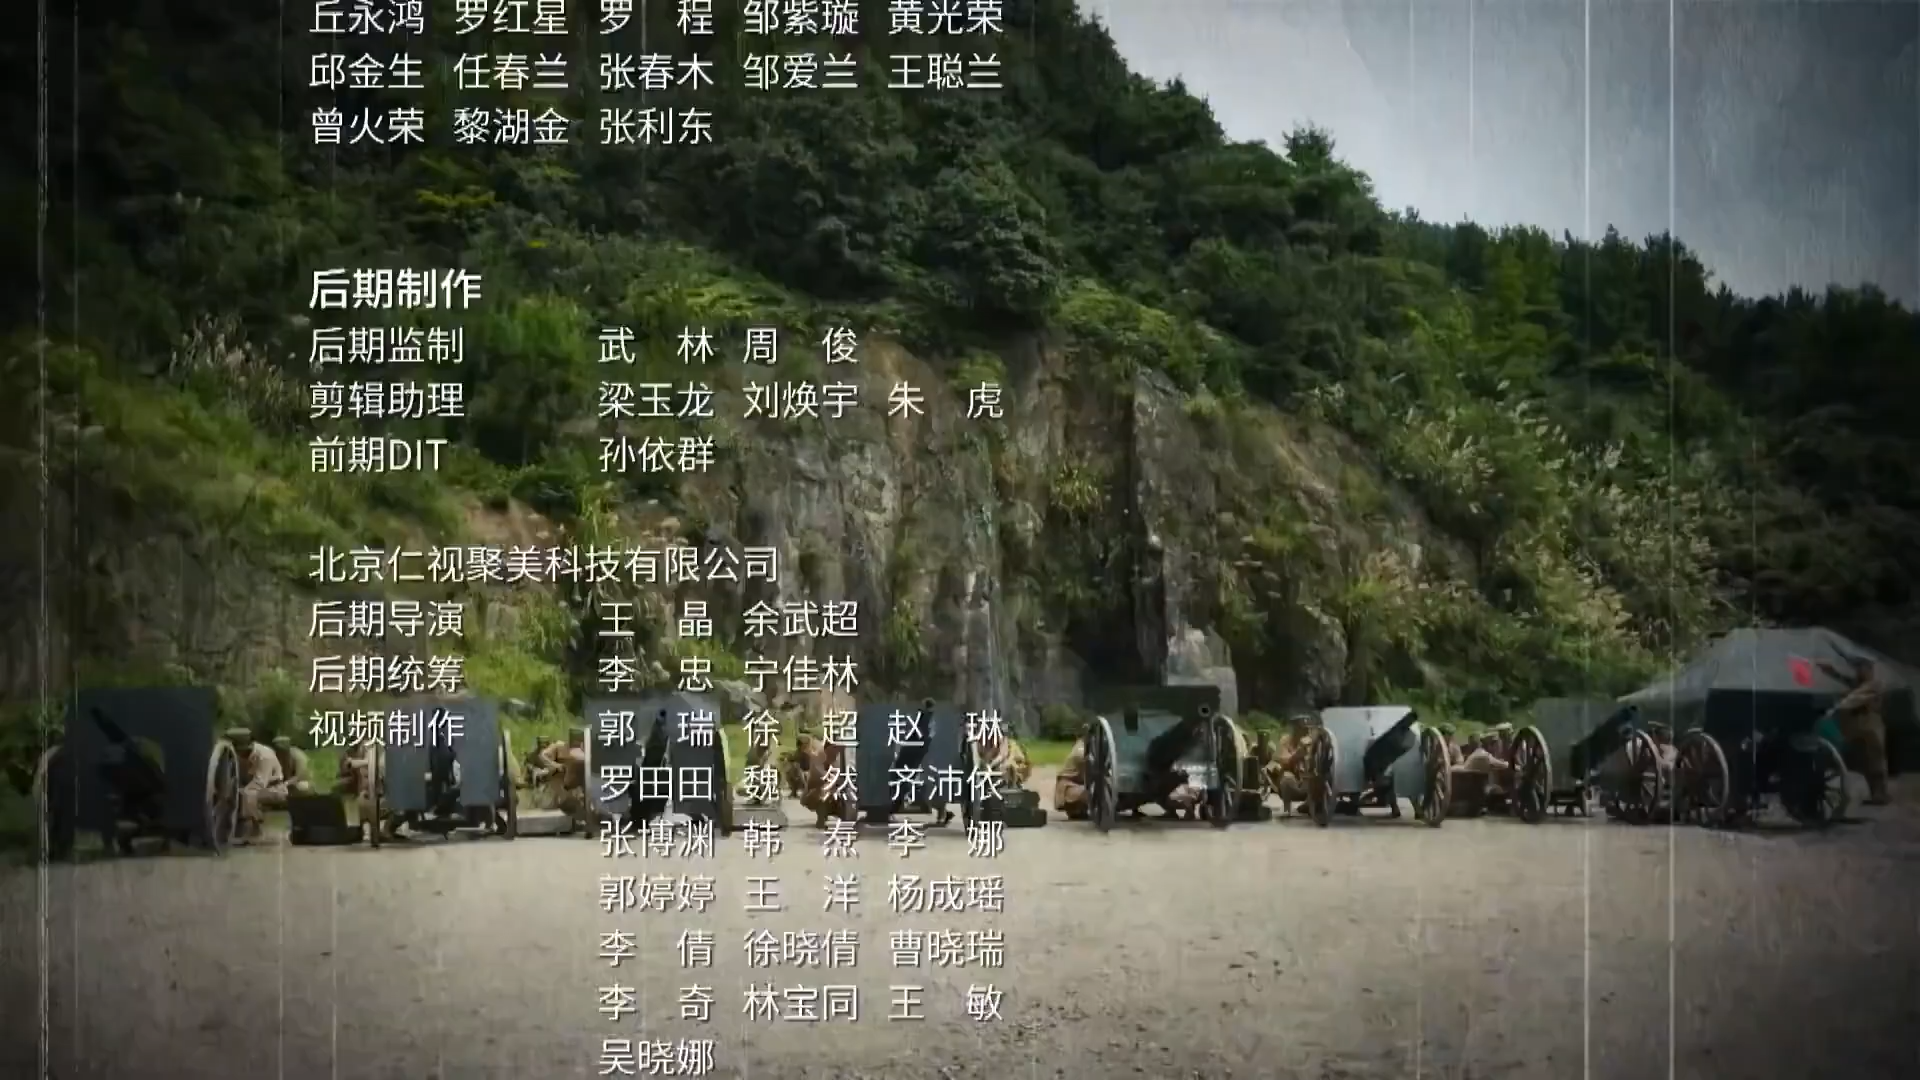 丘永鸿 罗红星 罗 程 邹紫璇 黄光荣
邱金生 任春兰 张春木 邹爱兰 王聪兰
曾火荣 黎湖金 张利东
后期制作
后期监制 武 林 周 俊
剪辑助理 梁玉龙 刘焕宇 朱 虎
前期DIT 孙依群
北京仁视聚美科技有限公司
后期导演 王 晶 余武超
后期统筹 李 忠 宁佳林
视频制作 郭 瑞 徐 超 赵 琳
罗田田 魏 然 齐沛依
张博渊 韩 焘 李 娜
郭婷婷 王 洋 杨成瑶
李 倩 徐晓倩 曹晓瑞
李 奇 林宝同 王 敏
吴晓娜